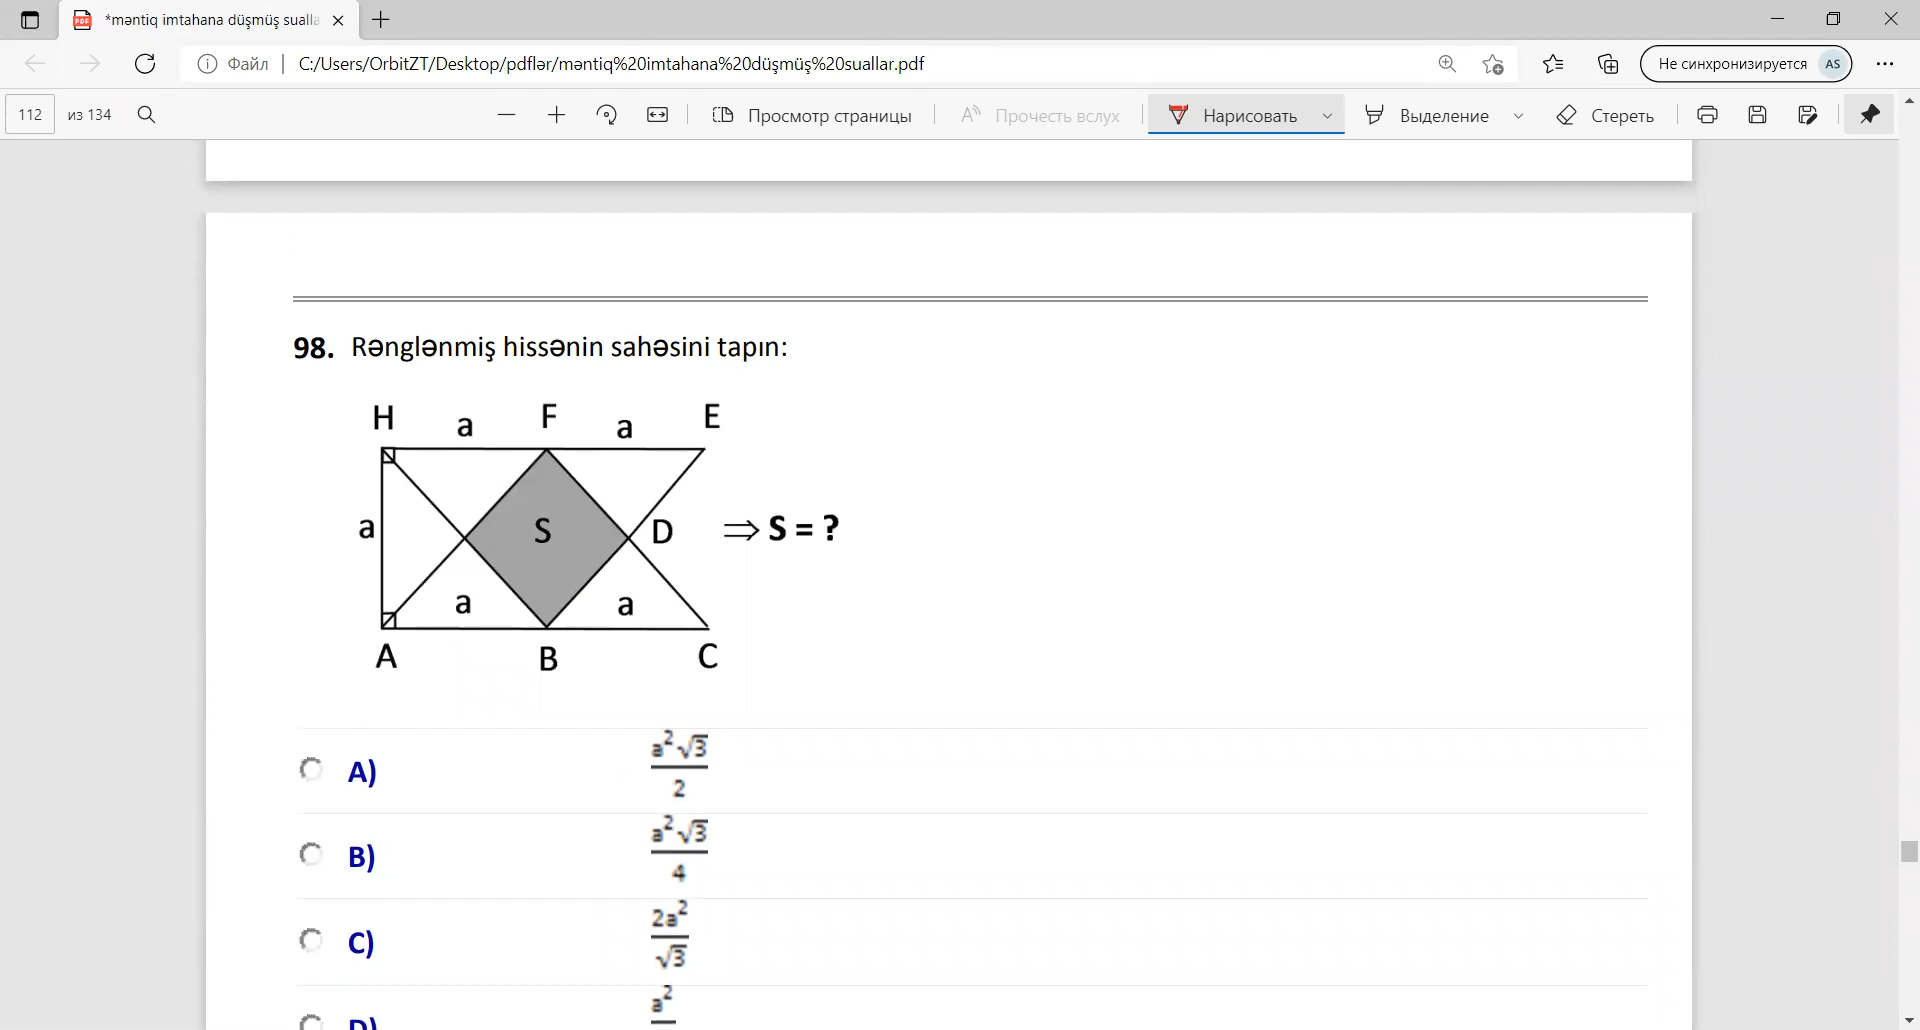 *məntiq imtahana düşmüş sualla
Файл
C:/Users/OrbitZT/Desktop/pdflər/məntiq%20imtahana%20düşmüş%20suallar.pdf
Не синхронизируется AS
112 из 134
Просмотр страницы
Прочесть вслух
Нарисовать
Выделение
Стереть
98. Rənglənmiş hissənin sahəsini tapın:
H a F a E
a S D ⇒ S = ?
a a
A B C
A) a²√3/2
B) a²√3/4
C) 2a²/√3
D) a²